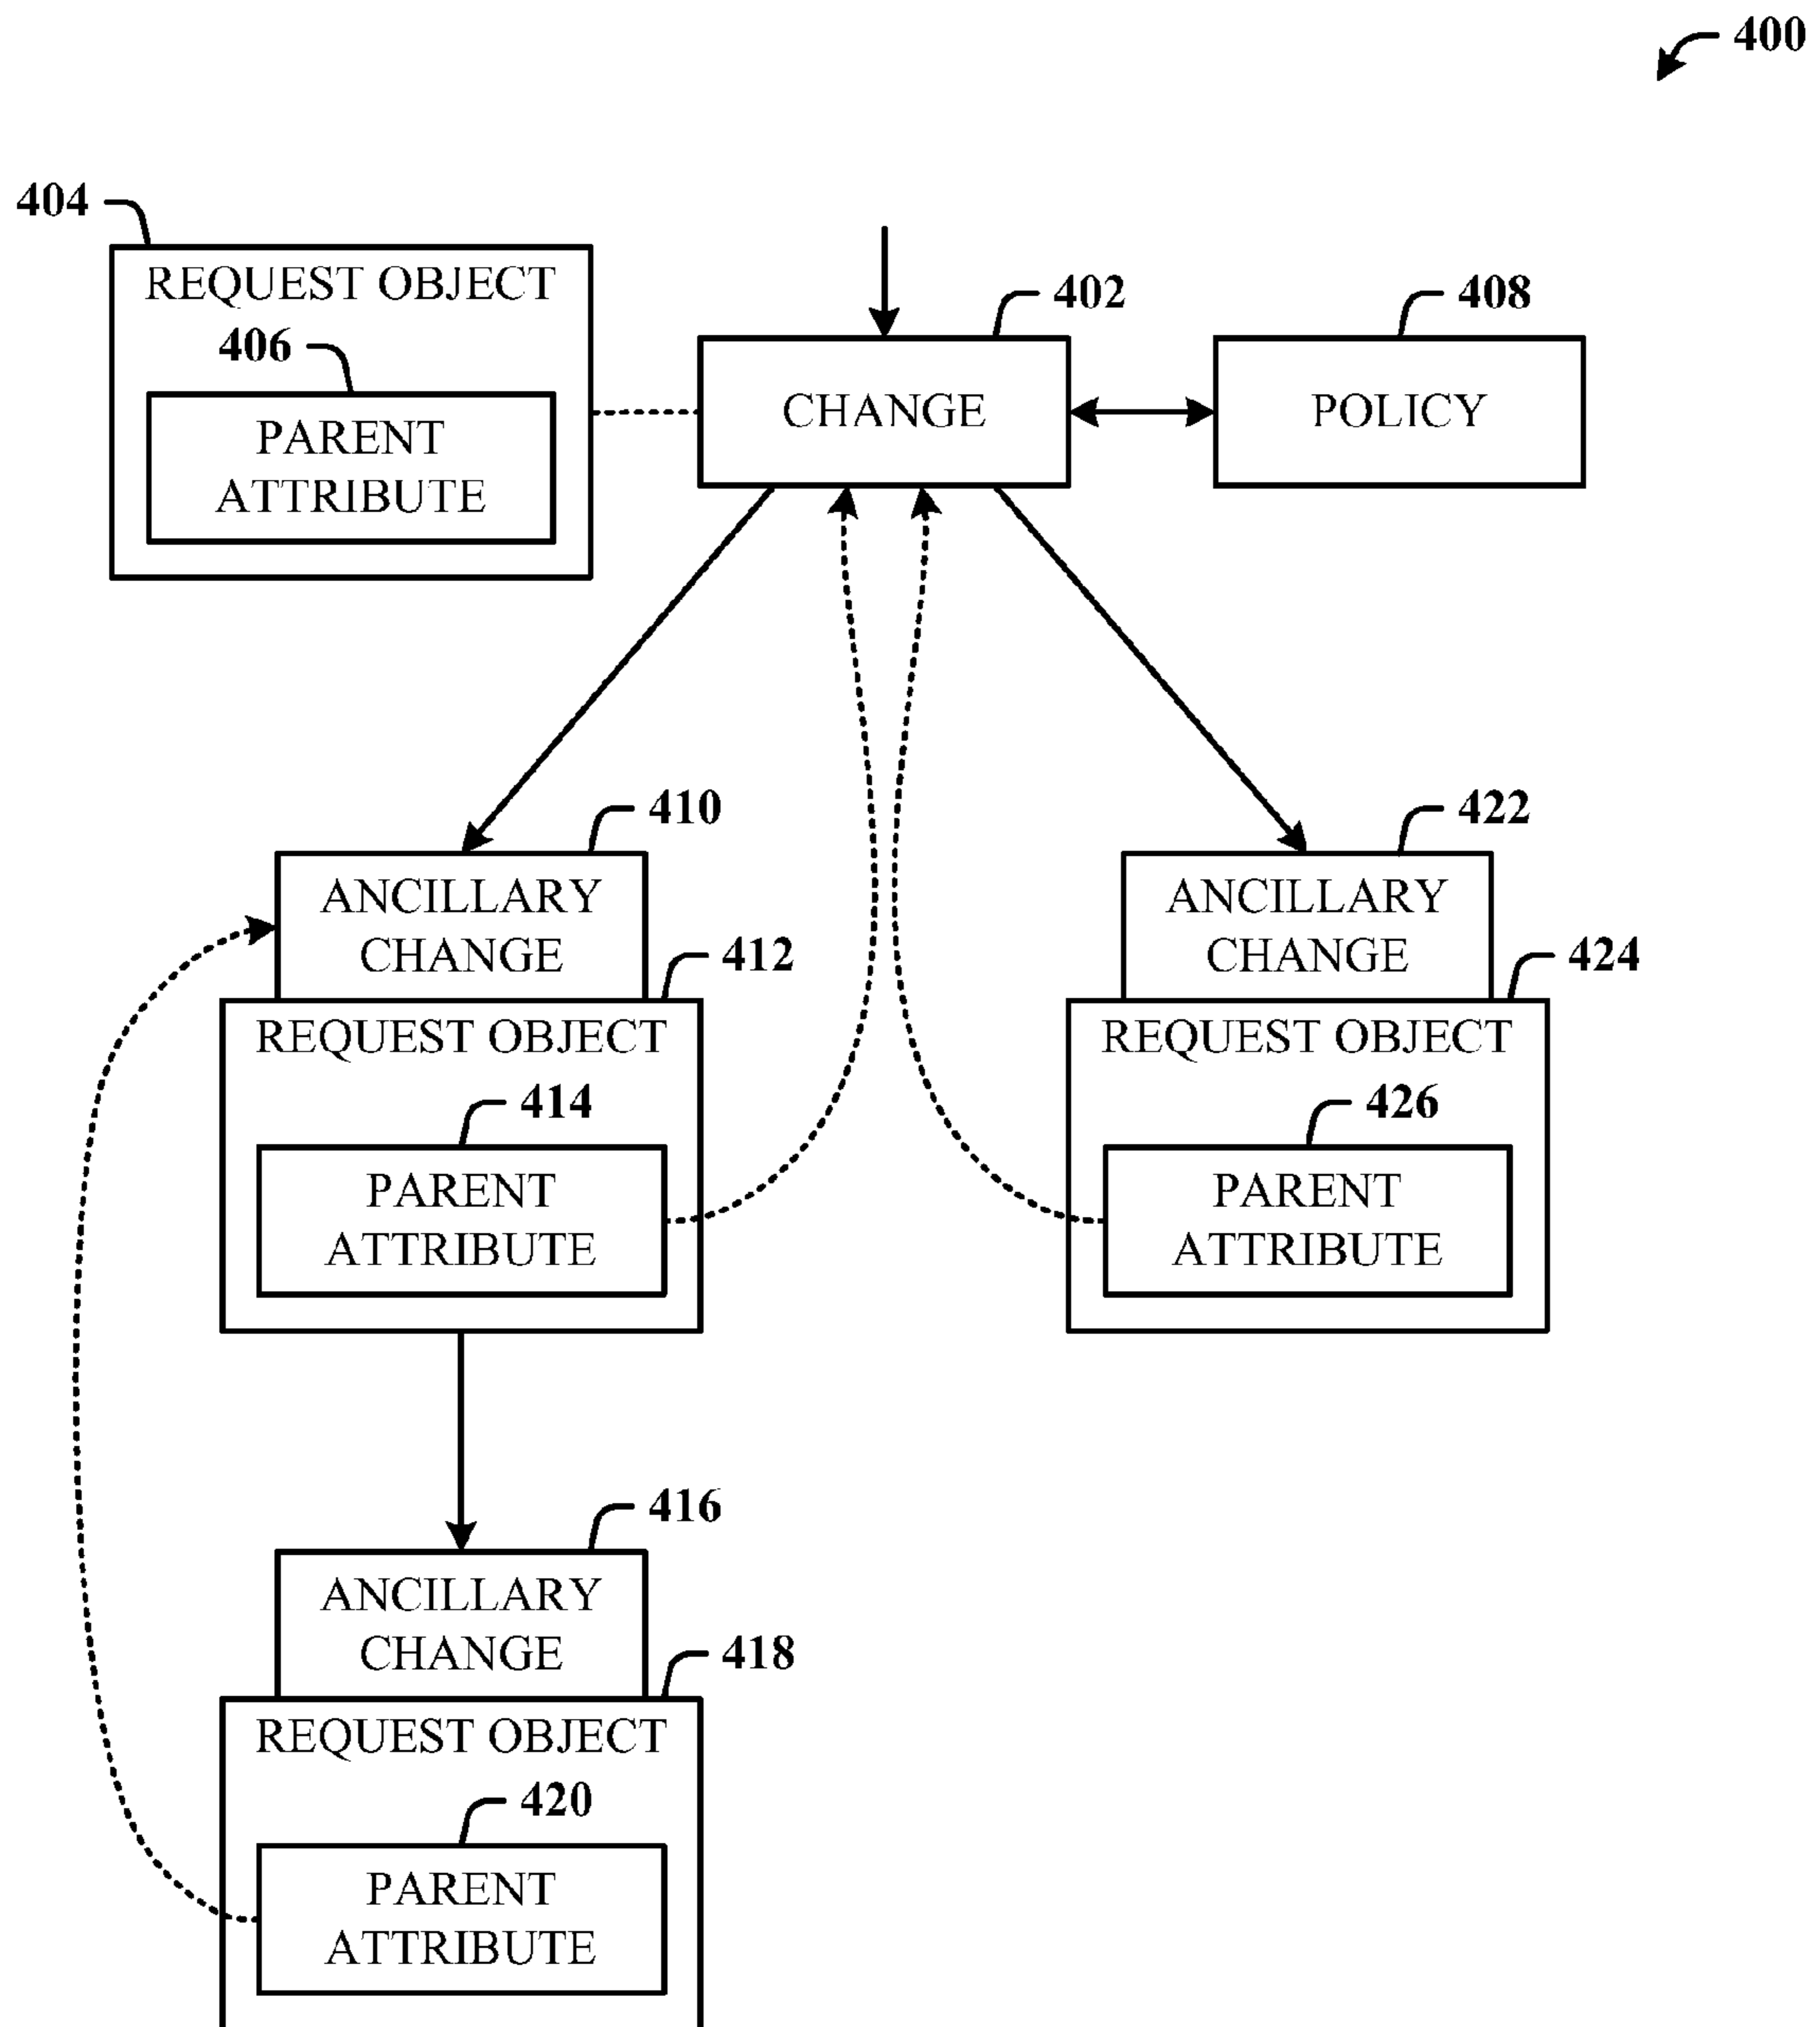 400
404
REQUEST OBJECT
406
PARENT
ATTRIBUTE
402
CHANGE
408
POLICY
410
ANCILLARY
CHANGE
412
REQUEST OBJECT
414
PARENT
ATTRIBUTE
422
ANCILLARY
CHANGE
424
REQUEST OBJECT
426
PARENT
ATTRIBUTE
416
ANCILLARY
CHANGE
418
REQUEST OBJECT
420
PARENT
ATTRIBUTE